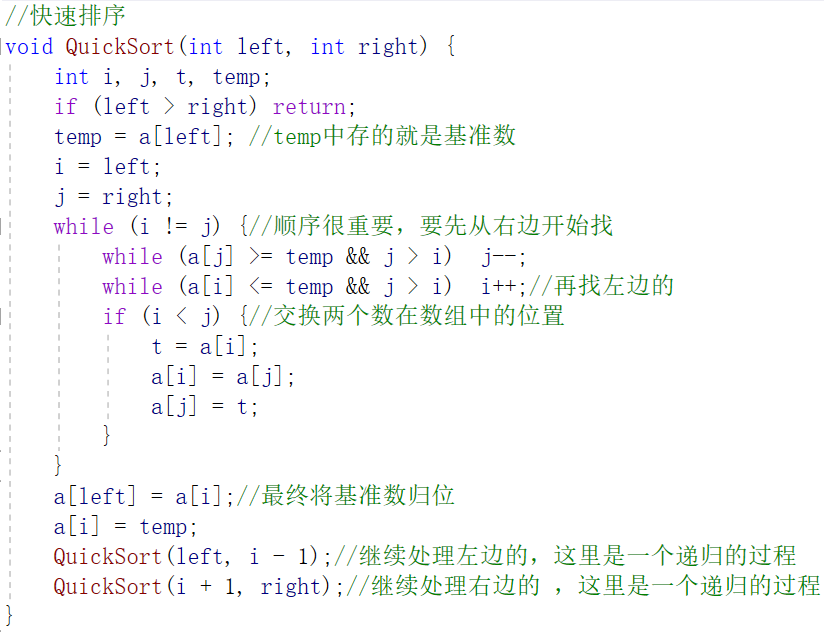 //快速排序
void QuickSort(int left, int right) {
    int i, j, t, temp;
    if (left > right) return;
    temp = a[left]; //temp中存的就是基准数
    i = left;
    j = right;
    while (i != j) {//顺序很重要，要先从右边开始找
        while (a[j] >= temp && j > i)  j--;
        while (a[i] <= temp && j > i)  i++;//再找左边的
        if (i < j) {//交换两个数在数组中的位置
            t = a[i];
            a[i] = a[j];
            a[j] = t;
        }
    }
    a[left] = a[i];//最终将基准数归位
    a[i] = temp;
    QuickSort(left, i - 1);//继续处理左边的，这里是一个递归的过程
    QuickSort(i + 1, right);//继续处理右边的 ，这里是一个递归的过程
}